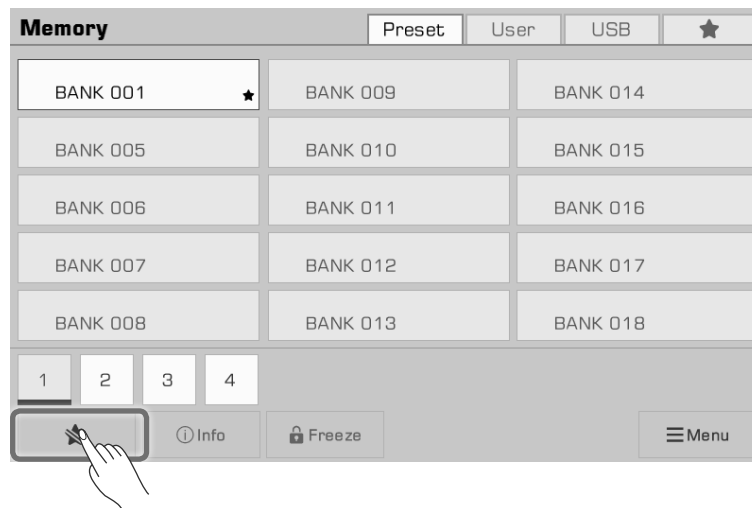 Memory Preset User USB
BANK 001 BANK 009 BANK 014
BANK 005 BANK 010 BANK 015
BANK 006 BANK 011 BANK 016
BANK 007 BANK 012 BANK 017
BANK 008 BANK 013 BANK 018
1 2 3 4
Info Freeze Menu